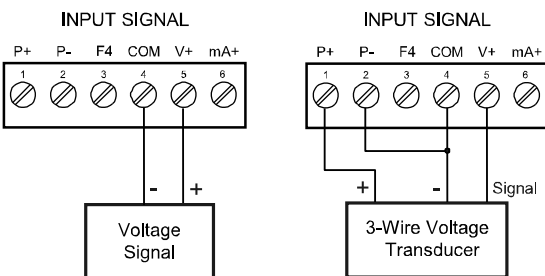 INPUT SIGNAL
P+ P- F4 COM V+ mA+
1 2 3 4 5 6
- +
Voltage
Signal
INPUT SIGNAL
P+ P- F4 COM V+ mA+
1 2 3 4 5 6
+ - Signal
3-Wire Voltage
Transducer